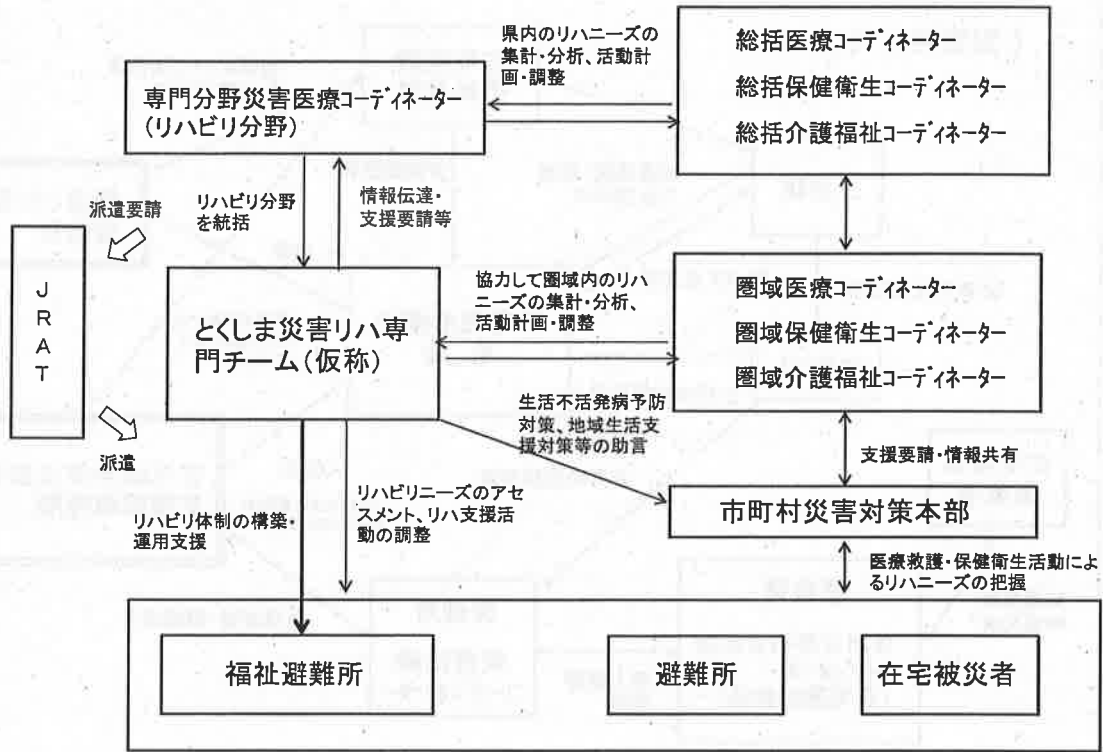 県内のリハニーズの
集計・分析、活動計
画・調整
総括医療コーディネーター
総括保健衛生コーディネーター
総括介護福祉コーディネーター
専門分野災害医療コーディネーター
(リハビリ分野)
派遣要請
リハビリ分野
を統括
情報伝達・
支援要請等
JRAT
とくしま災害リハ専
門チーム(仮称)
協力して圏域内のリハ
ニーズの集計・分析、
活動計画・調整
圏域医療コーディネーター
圏域保健衛生コーディネーター
圏域介護福祉コーディネーター
派遣
生活不活発病予防
対策、地域生活支
援対策等の助言
支援要請・情報共有
リハビリ体制の構築・
運用支援
リハビリニーズのアセ
スメント、リハ支援活
動の調整
市町村災害対策本部
医療救護・保健衛生活動によ
るリハニーズの把握
福祉避難所
避難所
在宅被災者